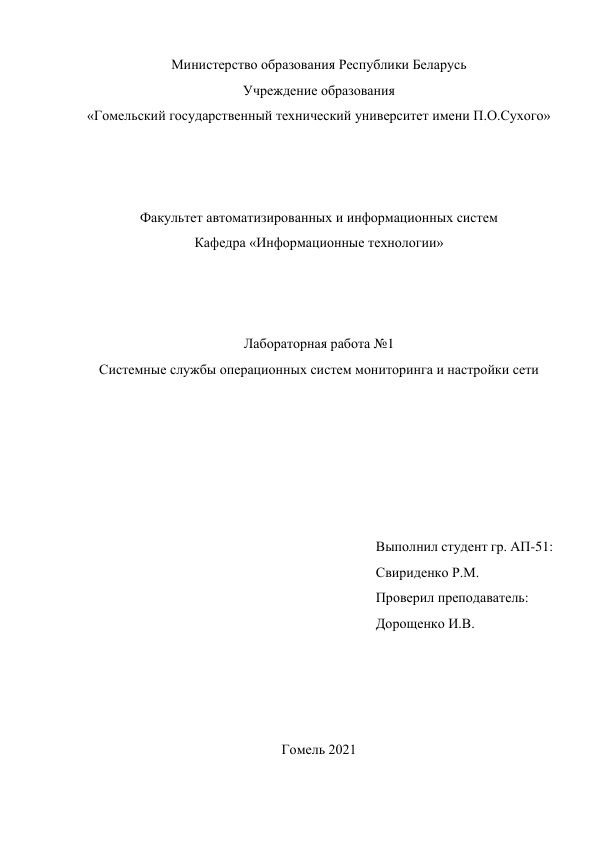 Министерство образования Республики Беларусь
Учреждение образования
«Гомельский государственный технический университет имени П.О.Сухого»
Факультет автоматизированных и информационных систем
Кафедра «Информационные технологии»
Лабораторная работа №1
Системные службы операционных систем мониторинга и настройки сети
Выполнил студент гр. АП-51:
Свириденко Р.М.
Проверил преподаватель:
Дорощенко И.В.
Гомель 2021